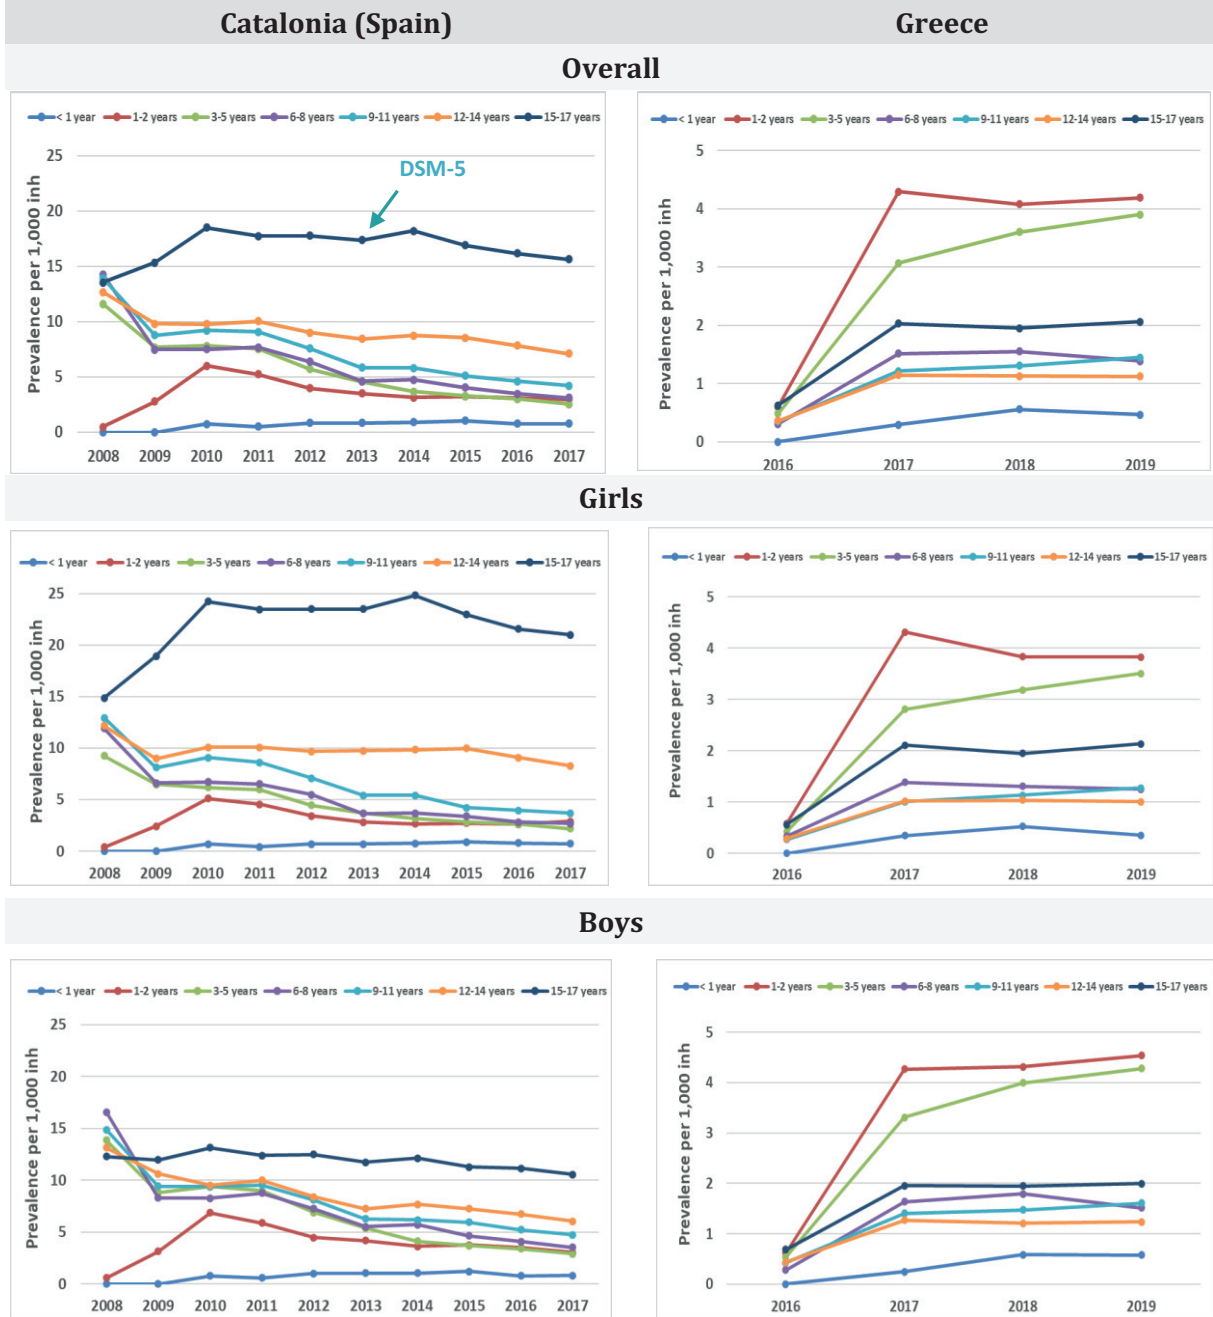 Catalonia (Spain) Greece
Overall
< 1 year 1-2 years 3-5 years 6-8 years 9-11 years 12-14 years 15-17 years
Prevalence per 1,000 inh
25
20
15
10
5
0
DSM-5
2008 2009 2010 2011 2012 2013 2014 2015 2016 2017
< 1 year 1-2 years 3-5 years 6-8 years 9-11 years 12-14 years 15-17 years
Prevalence per 1,000 inh
5
4
3
2
1
0
2016 2017 2018 2019
Girls
< 1 year 1-2 years 3-5 years 6-8 years 9-11 years 12-14 years 15-17 years
Prevalence per 1,000 inh
25
20
15
10
5
0
2008 2009 2010 2011 2012 2013 2014 2015 2016 2017
< 1 year 1-2 years 3-5 years 6-8 years 9-11 years 12-14 years 15-17 years
Prevalence per 1,000 inh
5
4
3
2
1
0
2016 2017 2018 2019
Boys
< 1 year 1-2 years 3-5 years 6-8 years 9-11 years 12-14 years 15-17 years
Prevalence per 1,000 inh
25
20
15
10
5
0
2008 2009 2010 2011 2012 2013 2014 2015 2016 2017
< 1 year 1-2 years 3-5 years 6-8 years 9-11 years 12-14 years 15-17 years
Prevalence per 1,000 inh
5
4
3
2
1
0
2016 2017 2018 2019